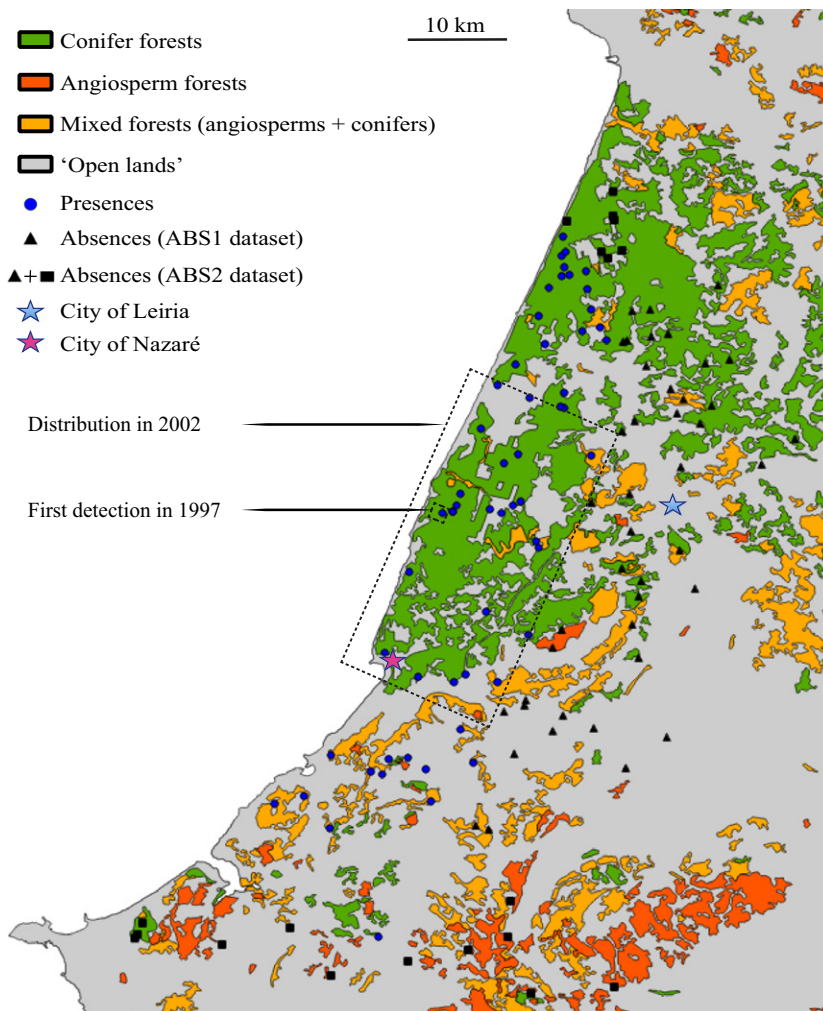 10 km
Conifer forests
Angiosperm forests
Mixed forests (angiosperms + conifers)
‘Open lands’
Presences
Absences (ABS1 dataset)
+ Absences (ABS2 dataset)
City of Leiria
City of Nazaré
Distribution in 2002
First detection in 1997